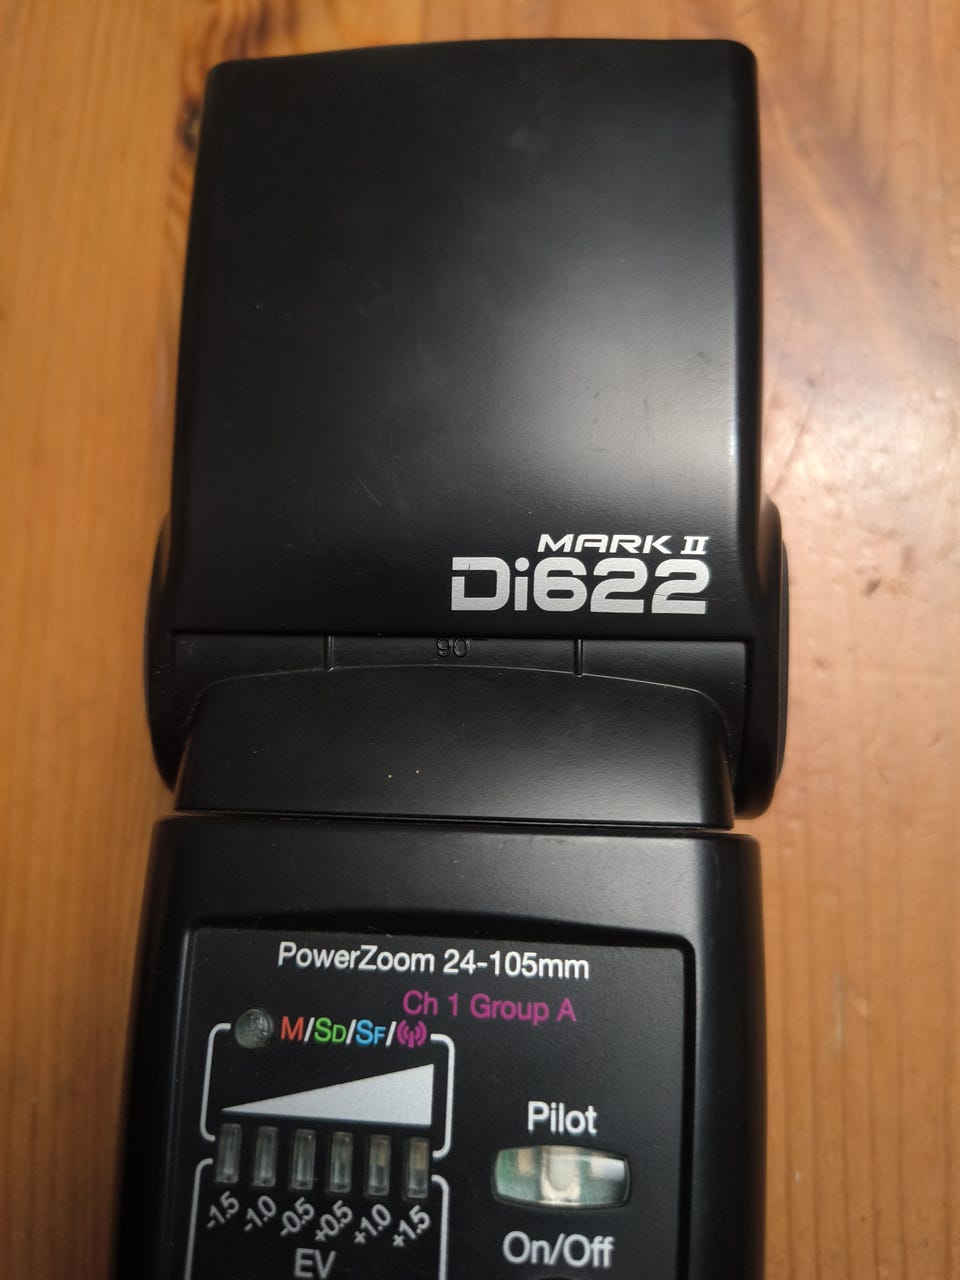 MARK II
Di622
90°
PowerZoom 24-105mm
Ch 1 Group A
M/SD/SF/
Pilot
-1.5 -1.0 -0.5 +0.5 +1.0 +1.5
On/Off
EV